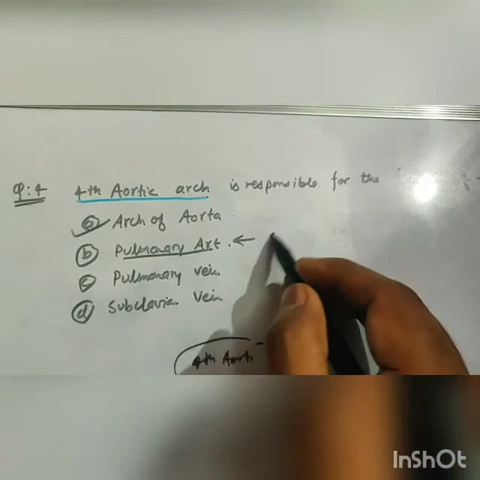 Q:4 4th Aortic arch is responsible for the
a Arch of Aorta
b Pulmonary Art.
c Pulmonary vein
d Subclavian Vein
4th Aorti
InShOt